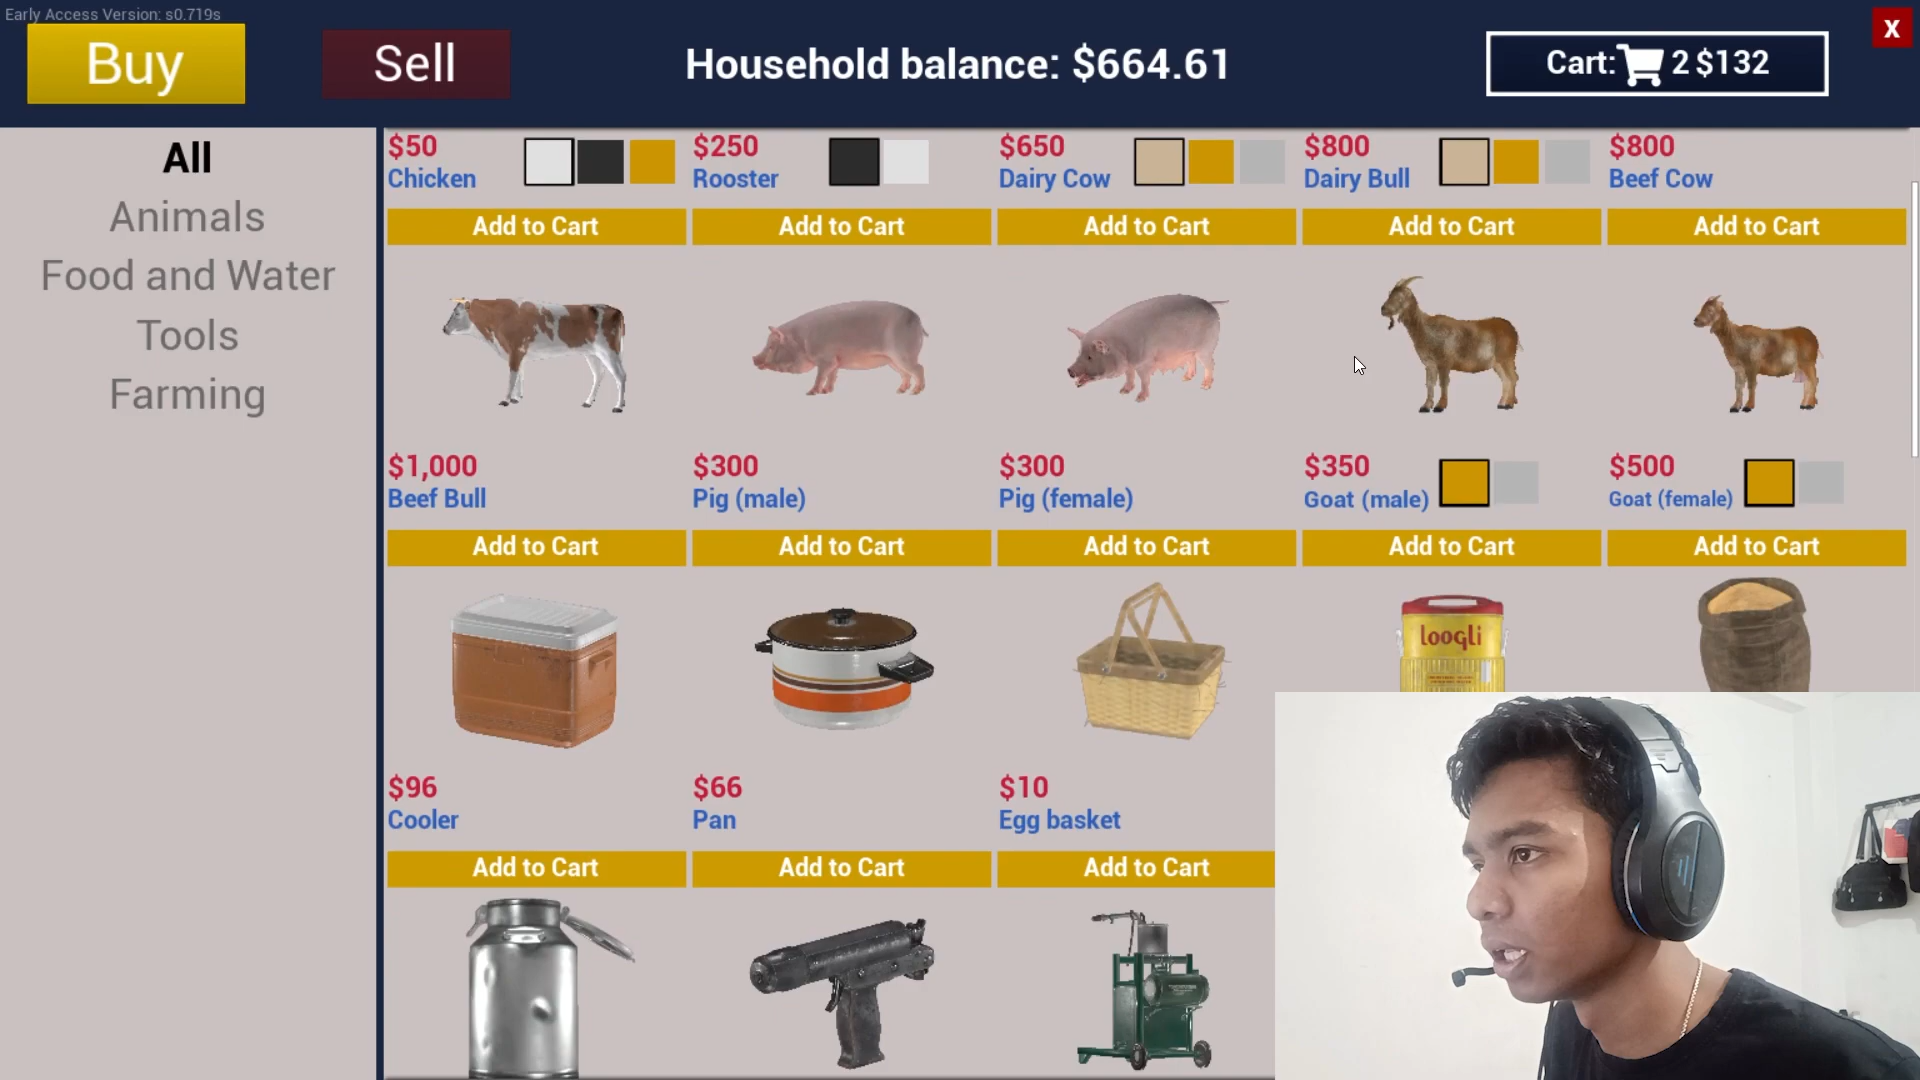 Early Access Version: s0.719s
Buy
Sell
Household balance: $664.61
Cart: 2 $132
X
All
Animals
Food and Water
Tools
Farming
$50
Chicken
$250
Rooster
$650
Dairy Cow
$800
Dairy Bull
$800
Beef Cow
Add to Cart
Add to Cart
Add to Cart
Add to Cart
Add to Cart
$1,000
Beef Bull
$300
Pig (male)
$300
Pig (female)
$350
Goat (male)
$500
Goat (female)
Add to Cart
Add to Cart
Add to Cart
Add to Cart
Add to Cart
loogli
$96
Cooler
$66
Pan
$10
Egg basket
Add to Cart
Add to Cart
Add to Cart